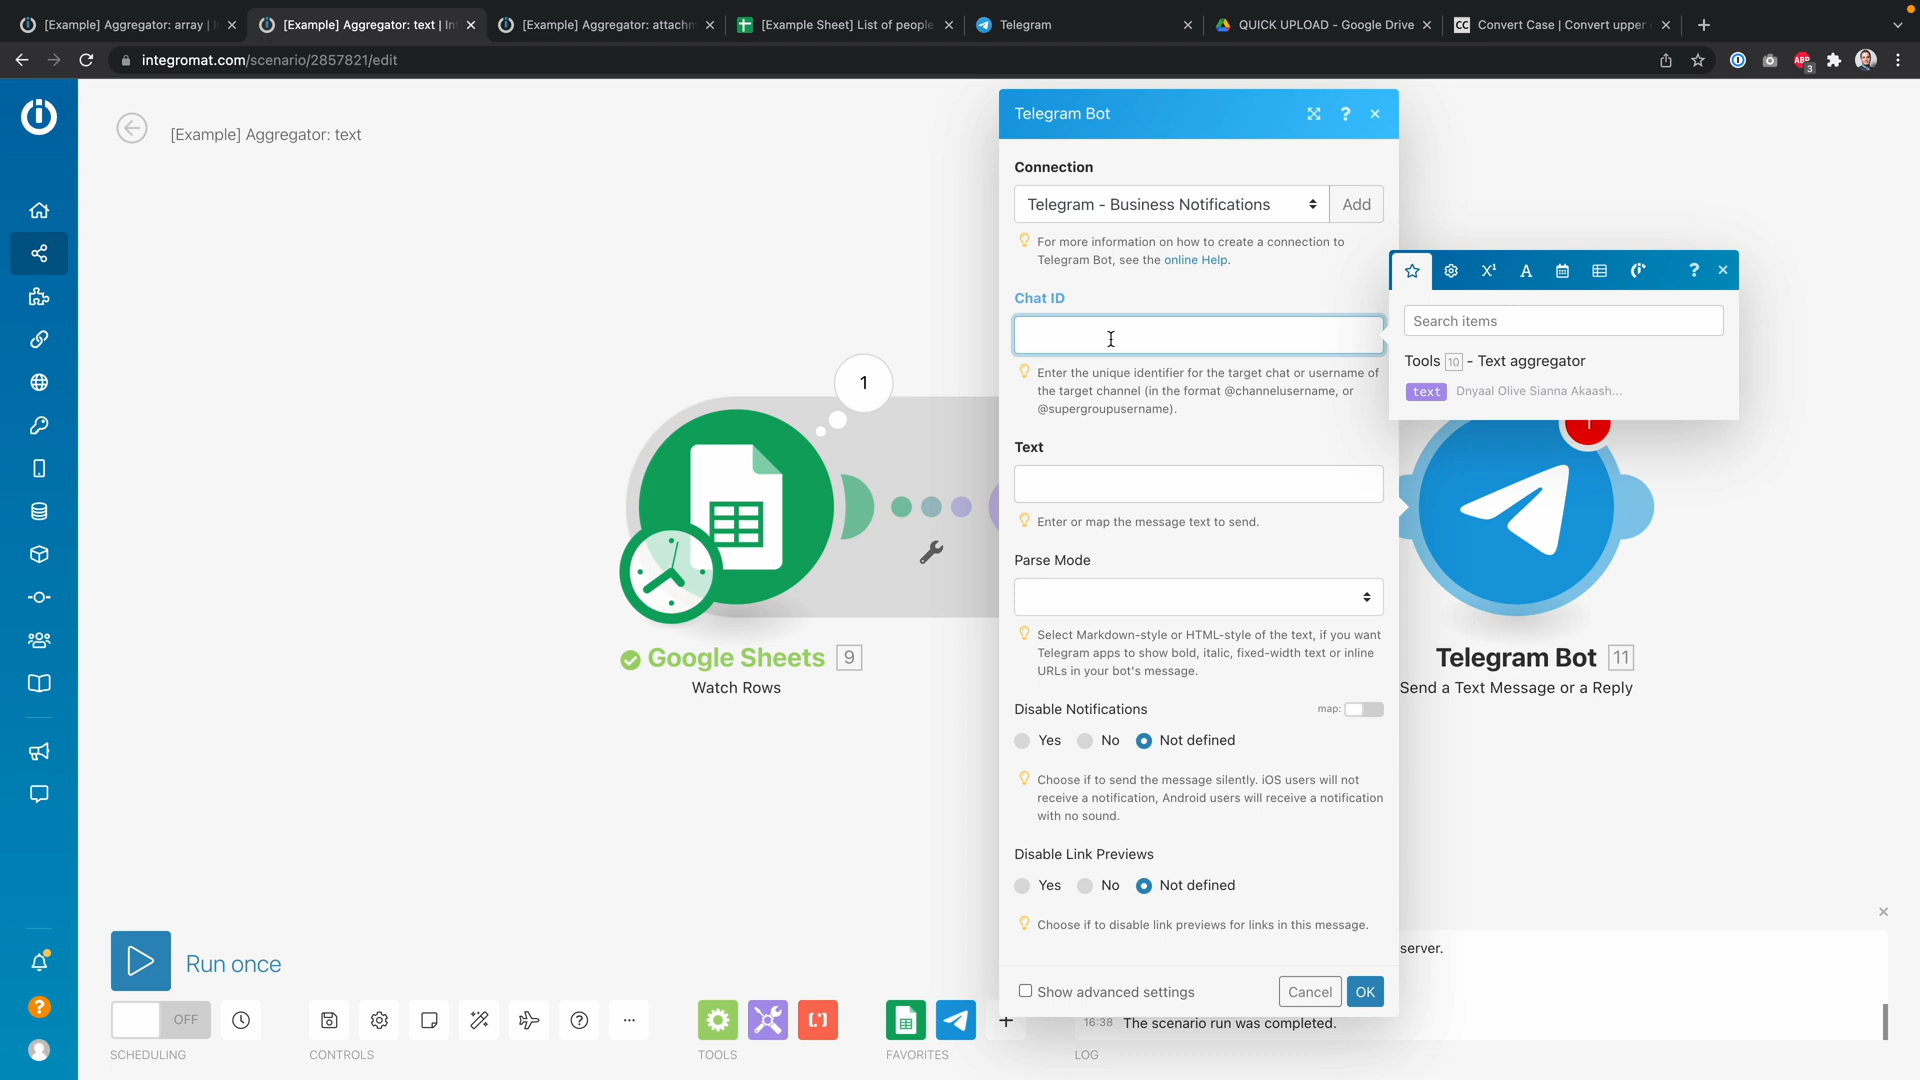 [Example] Aggregator: array | I
[Example] Aggregator: text | Int
[Example] Aggregator: attachm
[Example Sheet] List of people
Telegram
QUICK UPLOAD - Google Drive
CC Convert Case | Convert upper
integromat.com/scenario/2857821/edit
ABP 3
[Example] Aggregator: text
Telegram Bot
?
Connection
Telegram - Business Notifications
Add
For more information on how to create a connection to
Telegram Bot, see the online Help.
Chat ID
Enter the unique identifier for the target chat or username of
the target channel (in the format @channelusername, or
@supergroupusername).
Text
Enter or map the message text to send.
Parse Mode
Select Markdown-style or HTML-style of the text, if you want
Telegram apps to show bold, italic, fixed-width text or inline
URLs in your bot's message.
Disable Notifications
map:
Yes No Not defined
Choose if to send the message silently. iOS users will not
receive a notification, Android users will receive a notification
with no sound.
Disable Link Previews
Yes No Not defined
Choose if to disable link previews for links in this message.
Show advanced settings
Cancel
OK
X¹ A ?
Search items
Tools 10 - Text aggregator
text Dnyaal Olive Sianna Akaash...
1
Google Sheets 9
Watch Rows
Telegram Bot 11
Send a Text Message or a Reply
Run once
OFF
SCHEDULING
CONTROLS
[.*]
TOOLS
FAVORITES
server.
16:38 The scenario run was completed.
LOG